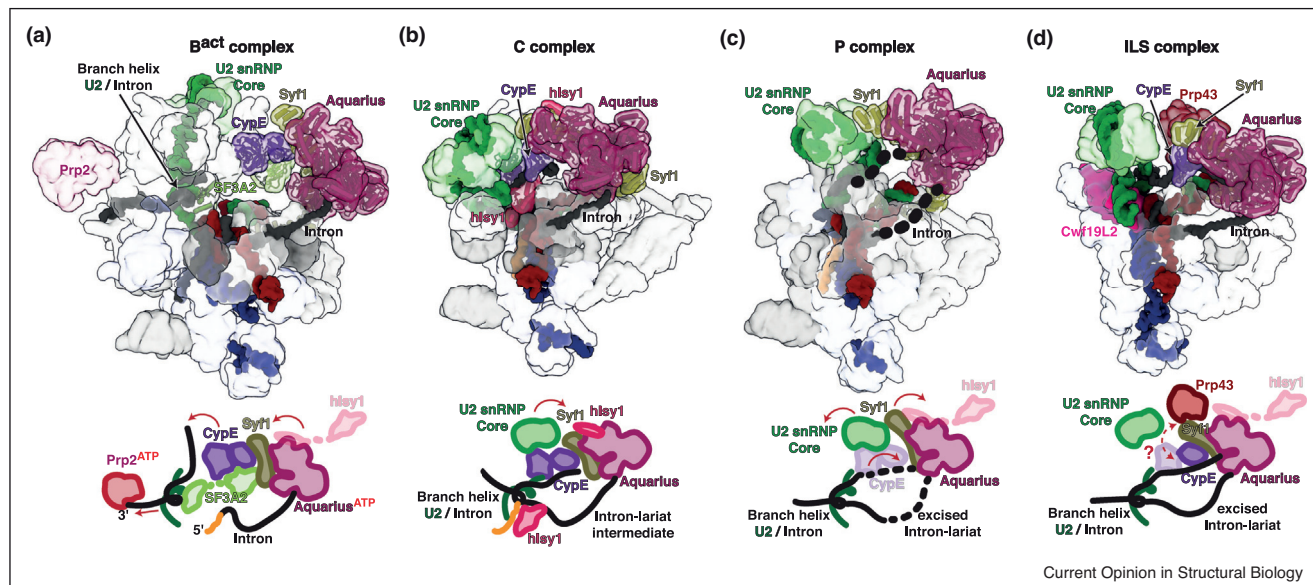 (a)
Bact complex
Branch helix
U2 / Intron
U2 snRNP
Core
Syf1
Aquarius
CypE
Prp2
SF3A2
Intron
CypE
Syf1
Prp2ATP
SF3A2
AquariusATP
3'
5'
Intron
hIsy1
(b)
C complex
U2 snRNP
Core
CypE
hIsy1
Aquarius
Syf1
hIsy1
Intron
U2 snRNP
Core
Syf1
hIsy1
Aquarius
CypE
Branch helix
U2 / Intron
hIsy1
Intron-lariat
intermediate
(c)
P complex
Aquarius
U2 snRNP
Core
Syf1
Intron
Syf1
hIsy1
U2 snRNP
Core
CypE
Aquarius
Branch helix
U2 / Intron
excised
Intron-lariat
(d)
ILS complex
CypE
Prp43
Syf1
U2 snRNP
Core
Aquarius
Cwf19L2
Intron
Prp43
hIsy1
U2 snRNP
Core
Syf1
?
CypE
Aquarius
Branch helix
U2 / Intron
excised
Intron-lariat
Current Opinion in Structural Biology